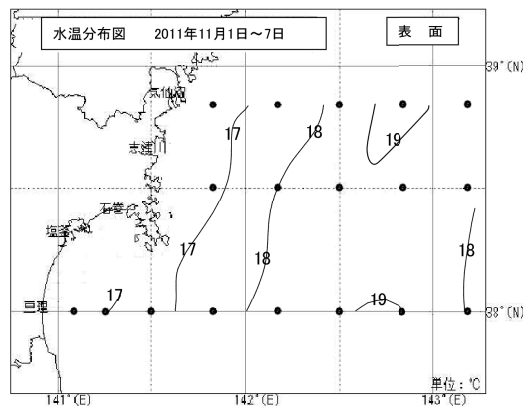 水温分布図 2011年11月1日～7日
表 面
39°(N)
気仙沼
17
18
19
志津川
石巻
塩釜
17
18
18
17
19
亘理
38°(N)
単位：℃
141°(E)
142°(E)
143°(E)